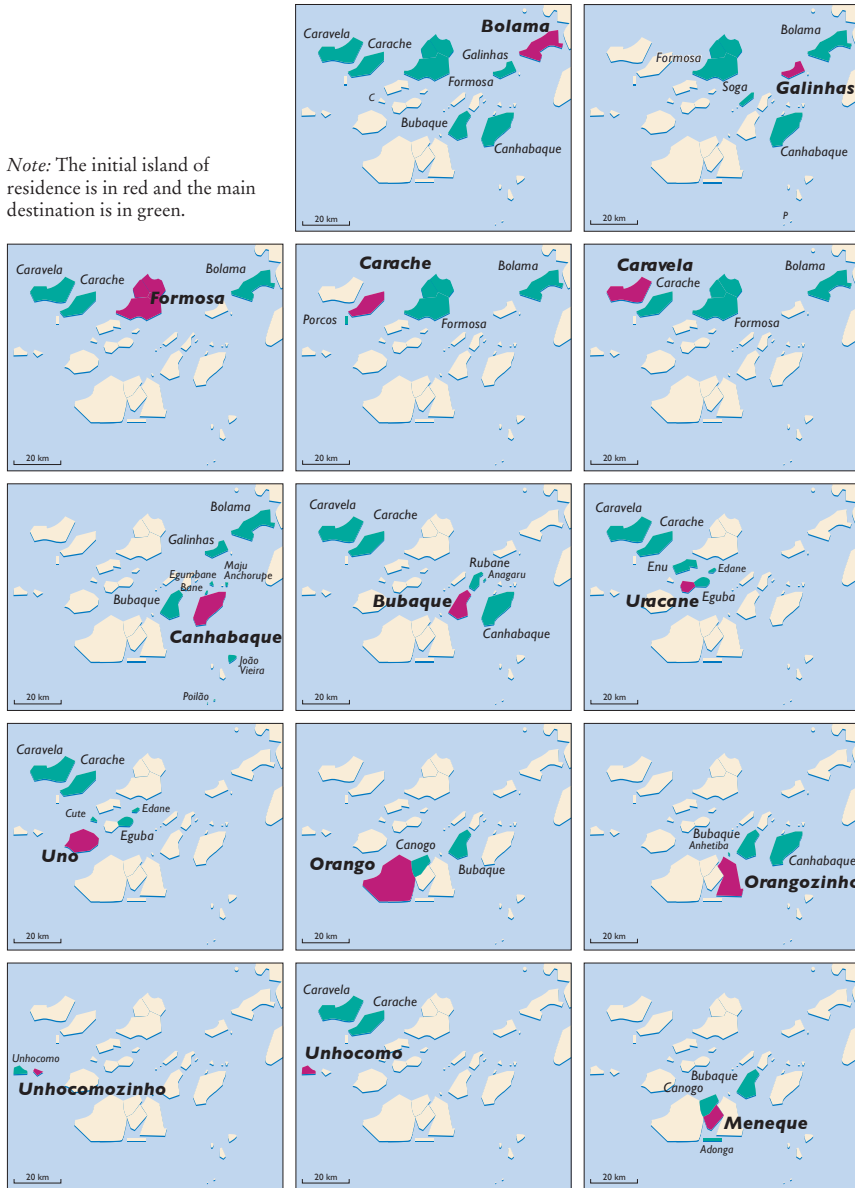 Bolama
Caravela
Carache
Galinhas
Formosa
C
Bubaque
Canhabaque
20 km
Bolama
Formosa
Soga
Galinhas
Canhabaque
P
20 km
Note: The initial island of
residence is in red and the main
destination is in green.
Caravela
Carache
Bolama
Formosa
20 km
Carache
Bolama
Porcos
Formosa
20 km
Caravela
Carache
Bolama
Formosa
20 km
Bolama
Galinhas
Maju
Egumbane
Anchorupe
Bane
Bubaque
Canhabaque
João
Vieira
Poilão
20 km
Caravela
Carache
Rubane
Anagaru
Bubaque
Canhabaque
20 km
Caravela
Carache
Enu
Edane
Uracane
Eguba
20 km
Caravela
Carache
Cute
Edane
Eguba
Uno
20 km
Canogo
Orango
Bubaque
20 km
Bubaque
Anhetiba
Canhabaque
Orangozinho
20 km
Unhocomo
Unhocomozinho
20 km
Caravela
Carache
Unhocomo
20 km
Bubaque
Canogo
Meneque
Adonga
20 km